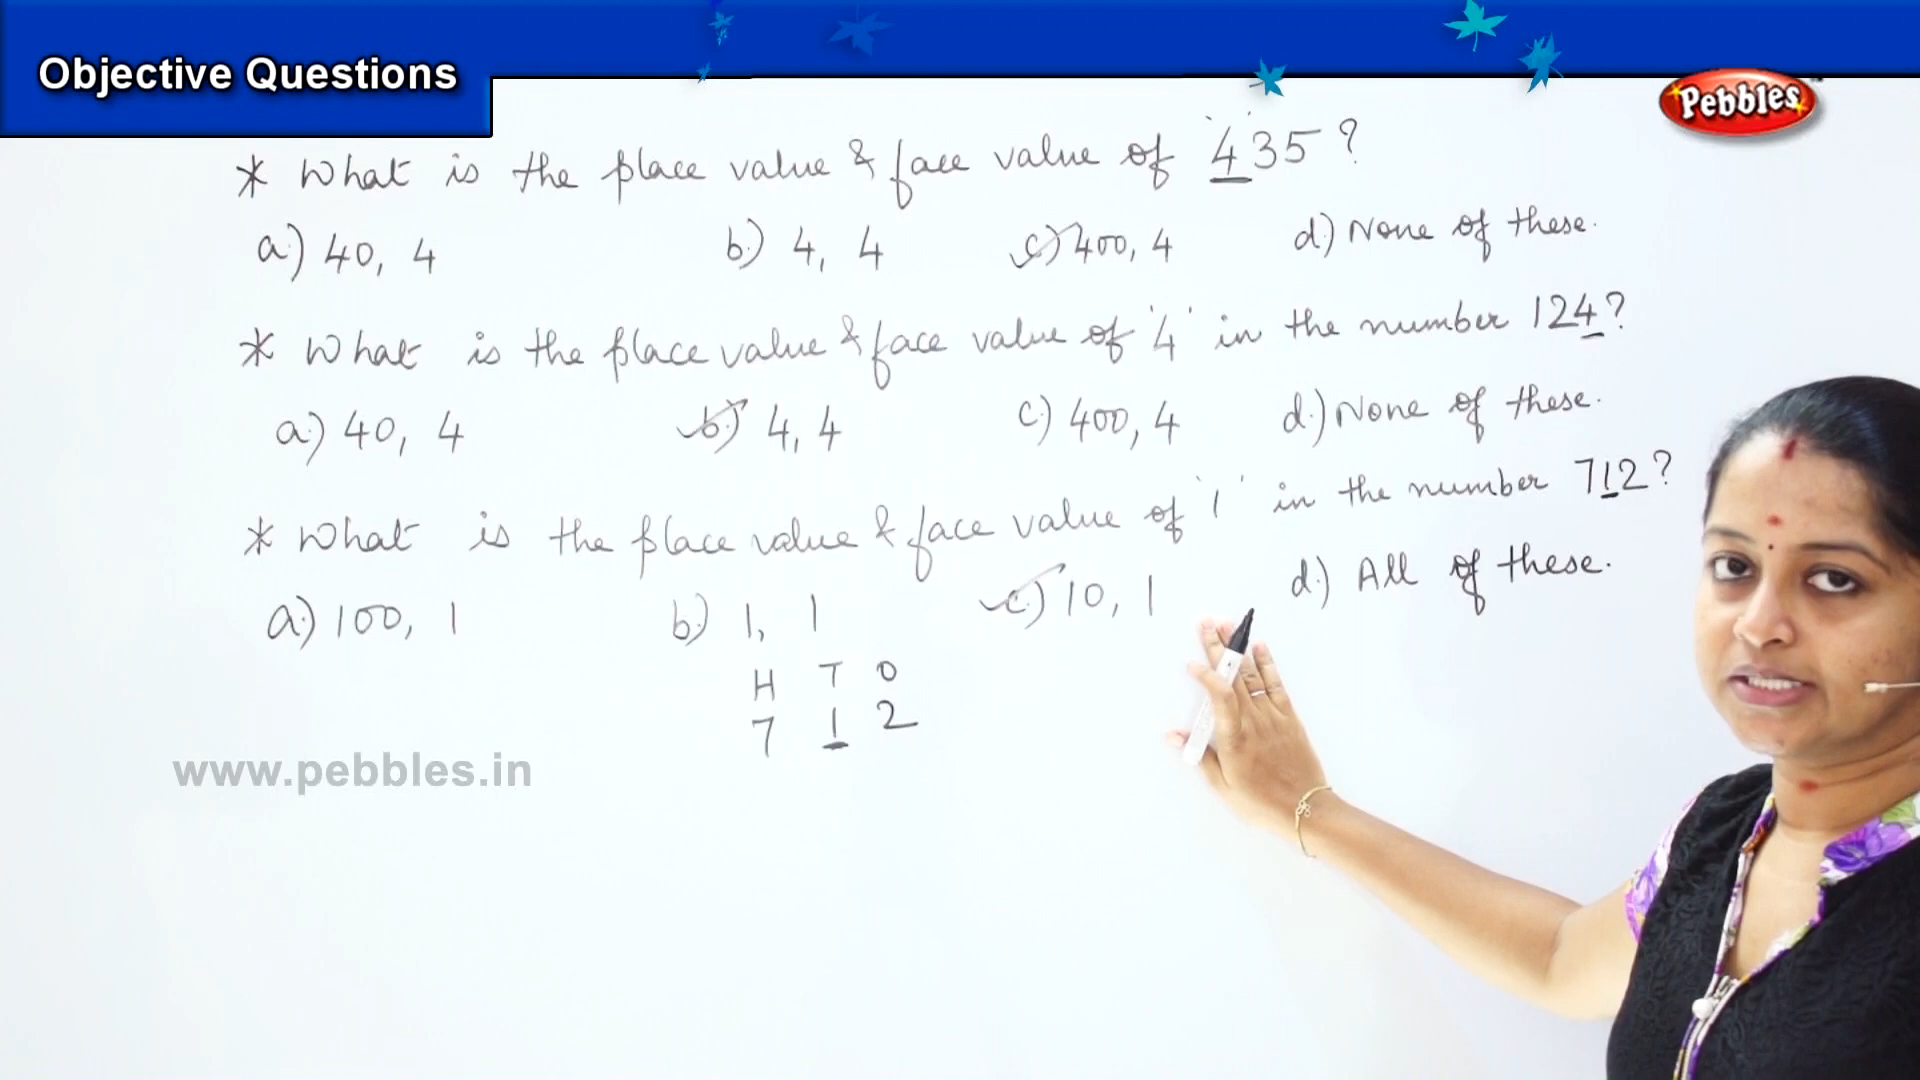 Objective Questions
Pebbles
* What is the place value & face value of '4'35?
a.) 40, 4 b.) 4, 4 c.) 400, 4 d.) None of these.
* What is the place value & face value of '4' in the number 124?
a.) 40, 4 b.) 4, 4 c.) 400, 4 d.) None of these.
* What is the place value & face value of '1' in the number 712?
a.) 100, 1 b.) 1, 1 c.) 10, 1 d.) All of these.
H T O
7 1 2
www.pebbles.in